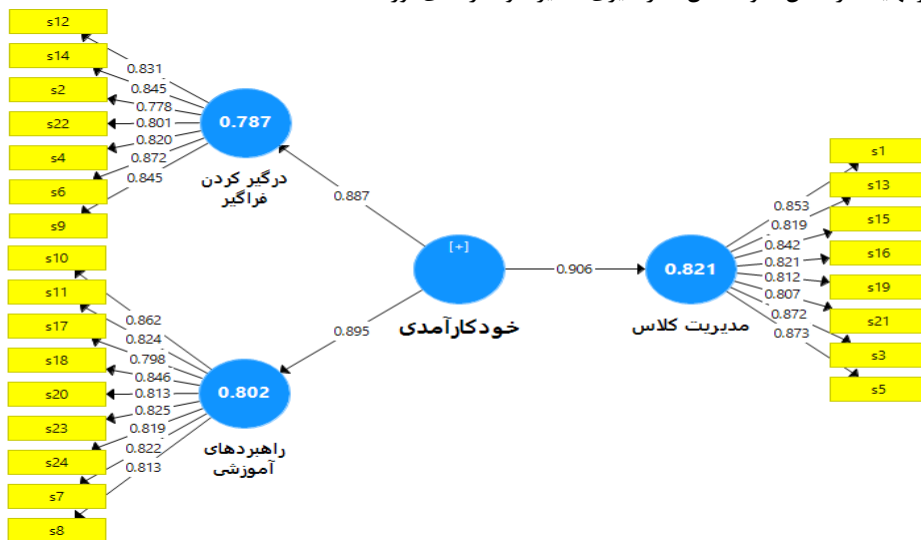 s12
s14
s2
s22
s4
s6
s9
0.831
0.845
0.778
0.801
0.820
0.872
0.845
0.787
درگیر کردن
فراگیر
0.887
s10
s11
s17
s18
s20
s23
s24
s7
s8
0.862
0.824
0.798
0.846
0.813
0.825
0.819
0.822
0.813
0.802
راهبردهای
آموزشی
0.895
[+]
خودکارآمدی
0.906
0.821
مدیریت کلاس
0.853
0.819
0.842
0.821
0.812
0.807
0.872
0.873
s1
s13
s15
s16
s19
s21
s3
s5